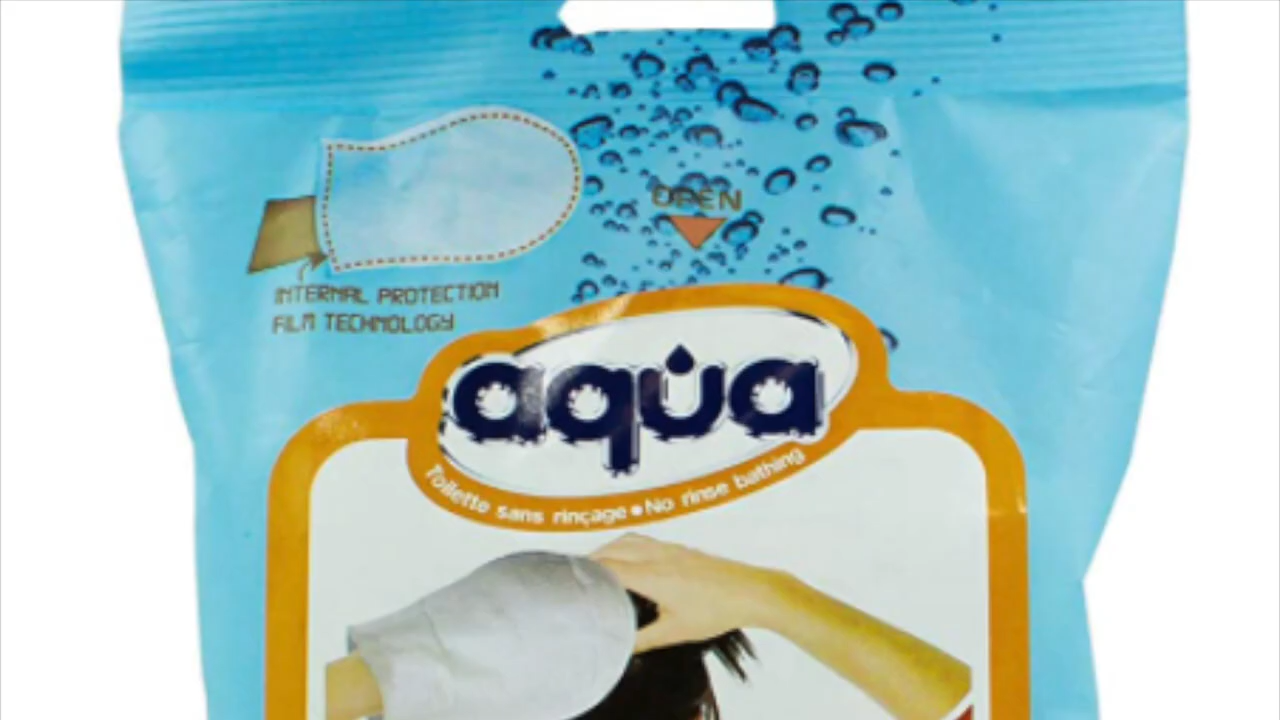 OPEN
INTERNAL PROTECTION
FILM TECHNOLOGY
aqua
Toilette sans rinçage • No rinse bathing